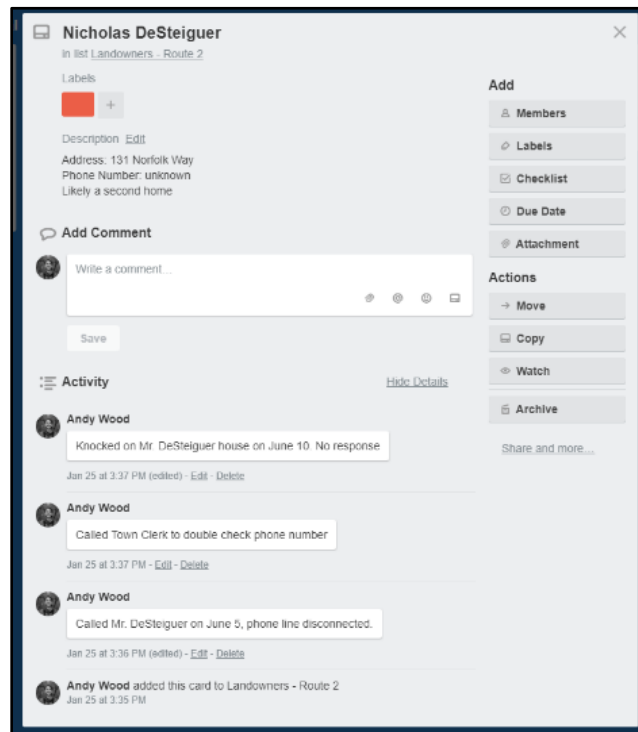 Nicholas DeSteiguer
in list Landowners - Route 2
Labels
+
Description Edit
Address: 131 Norfolk Way
Phone Number: unknown
Likely a second home
Add Comment
Write a comment...
Save
Activity
Hide Details
Andy Wood
Knocked on Mr. DeSteiguer house on June 10. No response
Jan 25 at 3:37 PM (edited) - Edit - Delete
Andy Wood
Called Town Clerk to double check phone number
Jan 25 at 3:37 PM - Edit - Delete
Andy Wood
Called Mr. DeSteiguer on June 5, phone line disconnected.
Jan 25 at 3:36 PM (edited) - Edit - Delete
Andy Wood added this card to Landowners - Route 2
Jan 25 at 3:35 PM
Add
Members
Labels
Checklist
Due Date
Attachment
Actions
Move
Copy
Watch
Archive
Share and more...